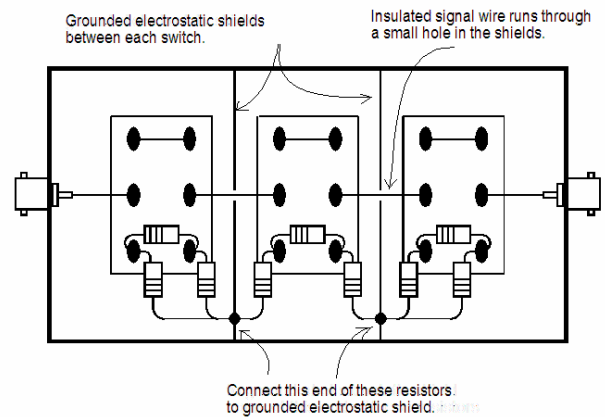 Grounded electrostatic shields
between each switch.
Insulated signal wire runs through
a small hole in the shields.
Connect this end of these resistors
to grounded electrostatic shield.